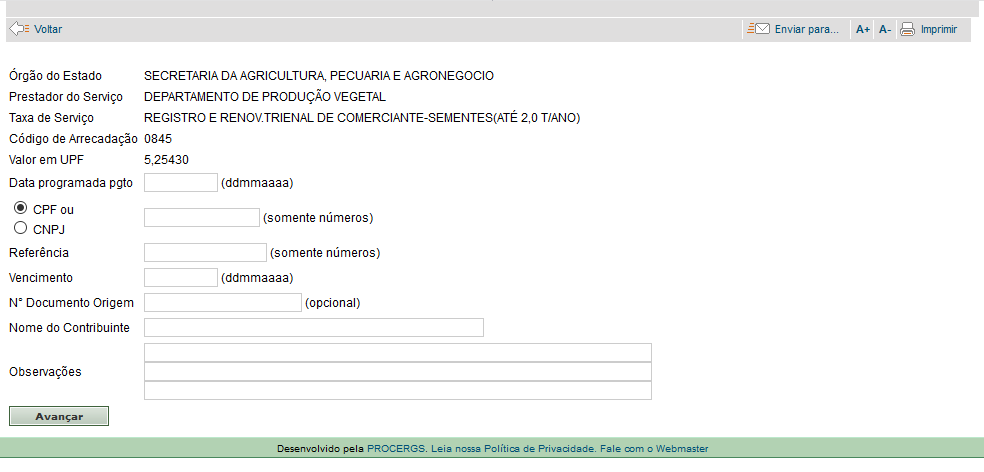 Voltar Enviar para... A+ A- Imprimir
Órgão do Estado SECRETARIA DA AGRICULTURA, PECUARIA E AGRONEGOCIO
Prestador do Serviço DEPARTAMENTO DE PRODUÇÃO VEGETAL
Taxa de Serviço REGISTRO E RENOV.TRIENAL DE COMERCIANTE-SEMENTES(ATÉ 2,0 T/ANO)
Código de Arrecadação 0845
Valor em UPF 5,25430
Data programada pgto (ddmmaaaa)
CPF ou
(somente números)
CNPJ
Referência (somente números)
Vencimento (ddmmaaaa)
N° Documento Origem (opcional)
Nome do Contribuinte
Observações
Avançar
Desenvolvido pela PROCERGS. Leia nossa Política de Privacidade. Fale com o Webmaster